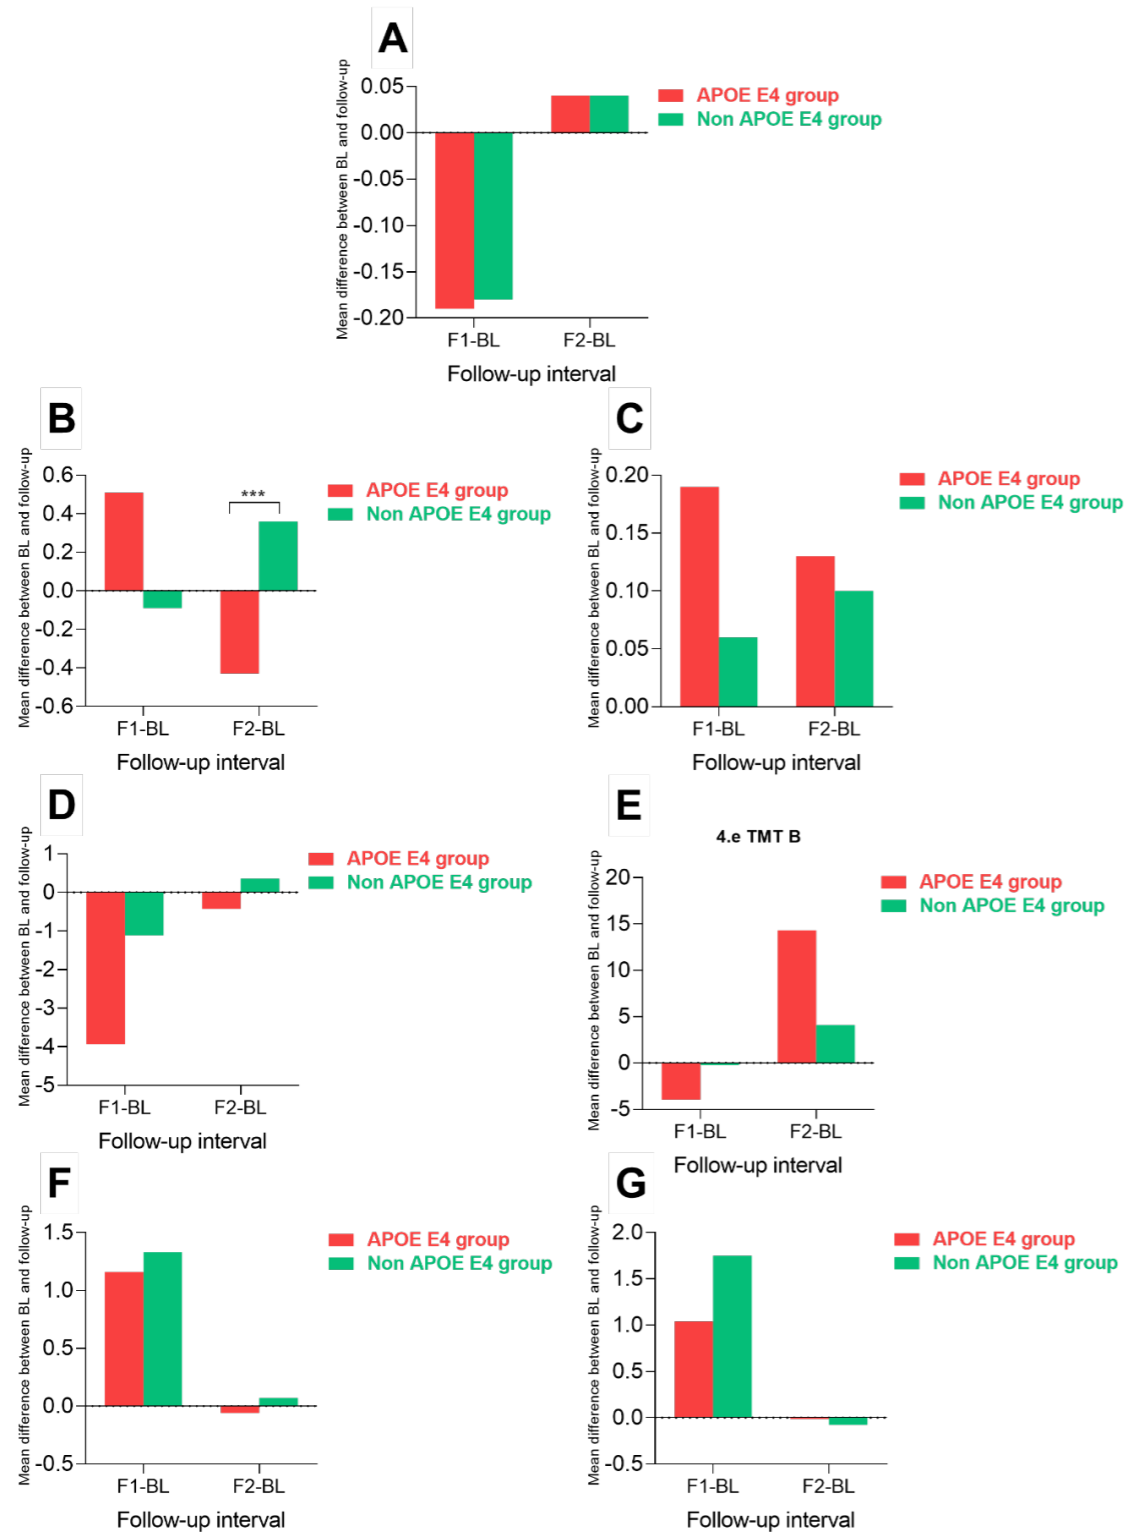 A
Mean difference between BL and follow-up
0.05
0.00
-0.05
-0.10
-0.15
-0.20
F1-BL
F2-BL
Follow-up interval
APOE E4 group
Non APOE E4 group
B
Mean difference between BL and follow-up
0.6
0.4
0.2
0.0
-0.2
-0.4
-0.6
***
F1-BL
F2-BL
Follow-up interval
APOE E4 group
Non APOE E4 group
C
Mean difference between BL and follow-up
0.20
0.15
0.10
0.05
0.00
F1-BL
F2-BL
Follow-up interval
APOE E4 group
Non APOE E4 group
D
Mean difference between BL and follow-up
1
0
-1
-2
-3
-4
-5
F1-BL
F2-BL
Follow-up interval
APOE E4 group
Non APOE E4 group
E
4.e TMT B
Mean difference between BL and follow-up
20
15
10
5
0
-5
F1-BL
F2-BL
Follow-up interval
APOE E4 group
Non APOE E4 group
F
Mean difference between BL and follow-up
1.5
1.0
0.5
0.0
-0.5
F1-BL
F2-BL
Follow-up interval
APOE E4 group
Non APOE E4 group
G
Mean difference between BL and follow-up
2.0
1.5
1.0
0.5
0.0
-0.5
F1-BL
F2-BL
Follow-up interval
APOE E4 group
Non APOE E4 group